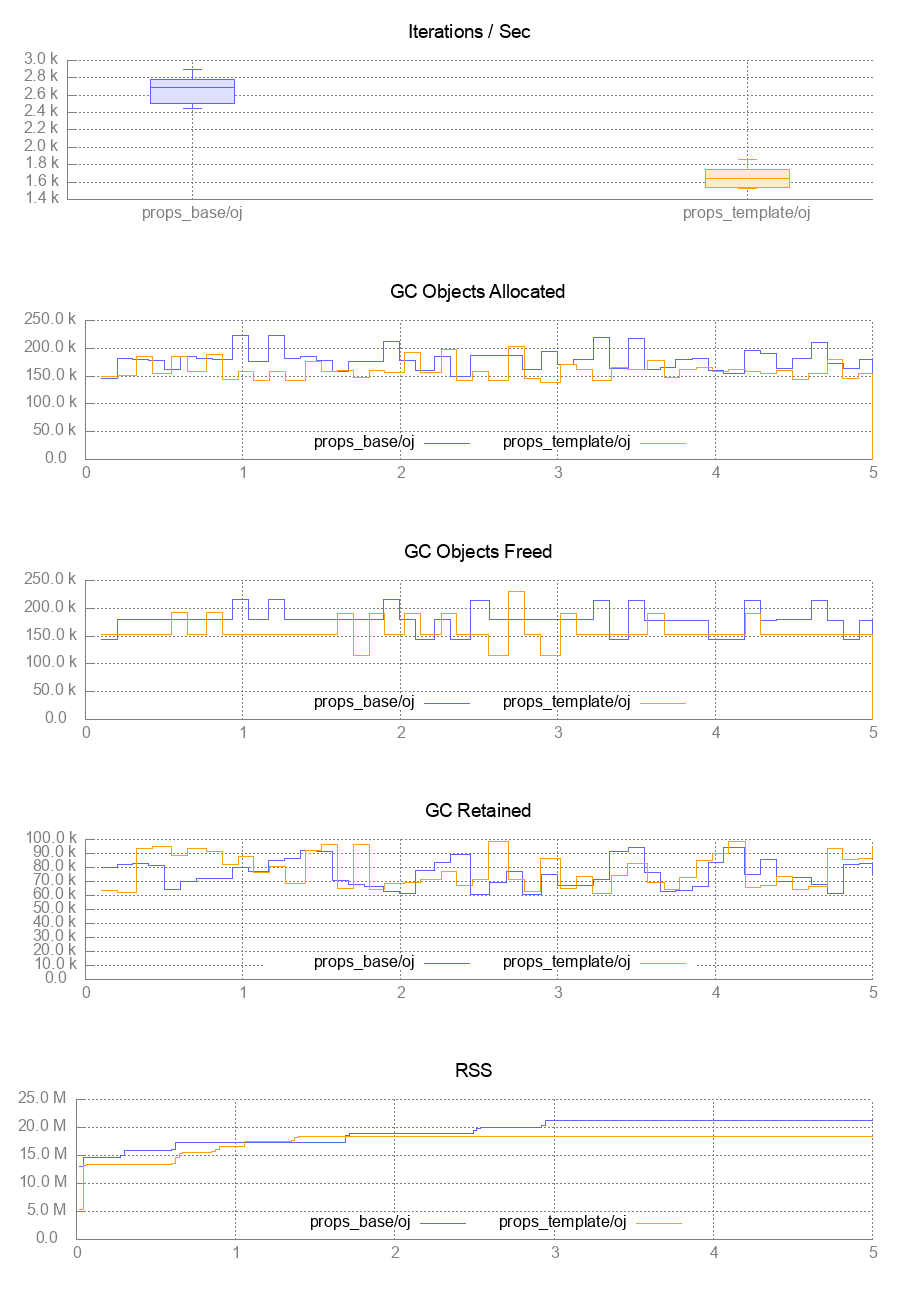 Iterations / Sec
3.0 k
2.8 k
2.6 k
2.4 k
2.2 k
2.0 k
1.8 k
1.6 k
1.4 k
props_base/oj props_template/oj
GC Objects Allocated
250.0 k
200.0 k
150.0 k
100.0 k
50.0 k
props_base/oj props_template/oj
0.0
0 1 2 3 4 5
GC Objects Freed
250.0 k
200.0 k
150.0 k
100.0 k
50.0 k
props_base/oj props_template/oj
0.0
0 1 2 3 4 5
GC Retained
100.0 k
90.0 k
80.0 k
70.0 k
60.0 k
50.0 k
40.0 k
30.0 k
20.0 k
10.0 k props_base/oj props_template/oj
0.0
0 1 2 3 4 5
RSS
25.0 M
20.0 M
15.0 M
10.0 M
5.0 M
props_base/oj props_template/oj
0.0
0 1 2 3 4 5